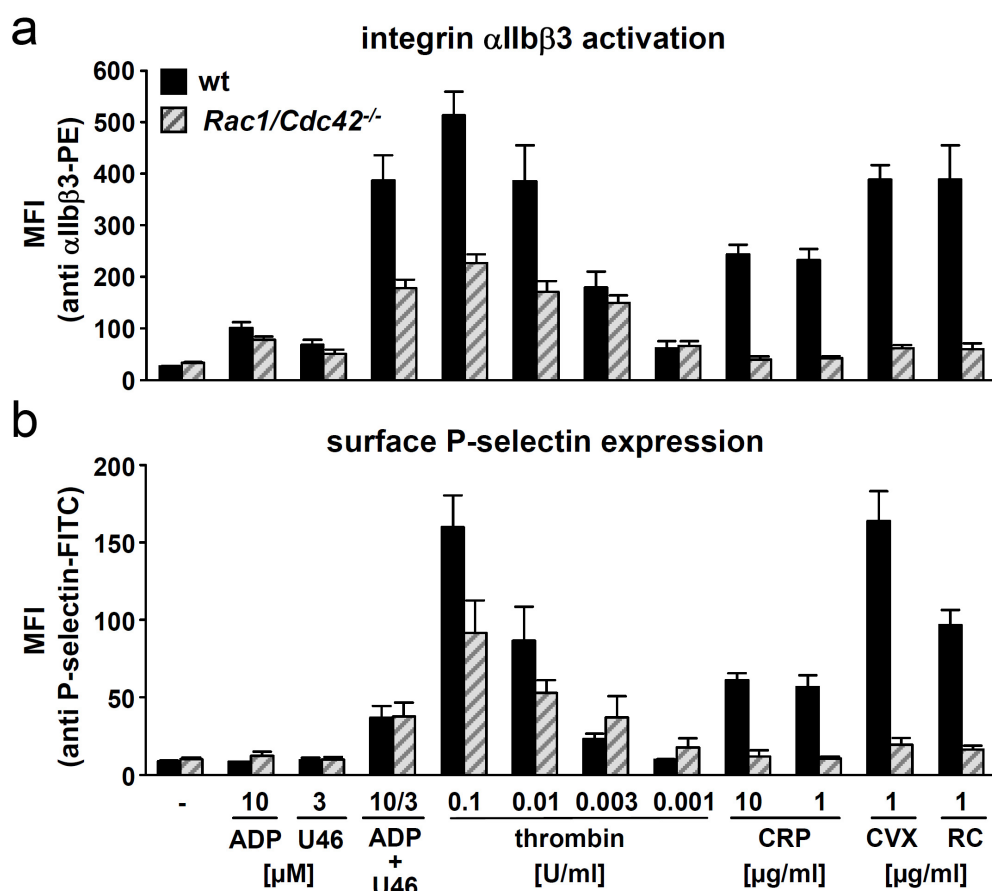 a
integrin αIIbβ3 activation
wt
Rac1/Cdc42-/-
MFI
(anti αIIbβ3-PE)
600
500
400
300
200
100
0
b
surface P-selectin expression
MFI
(anti P-selectin-FITC)
200
150
100
50
0
- 10 3 10/3 0.1 0.01 0.003 0.001 10 1 1 1
ADP U46 ADP thrombin CRP CVX RC
+
[µM] U46 [U/ml] [µg/ml] [µg/ml]